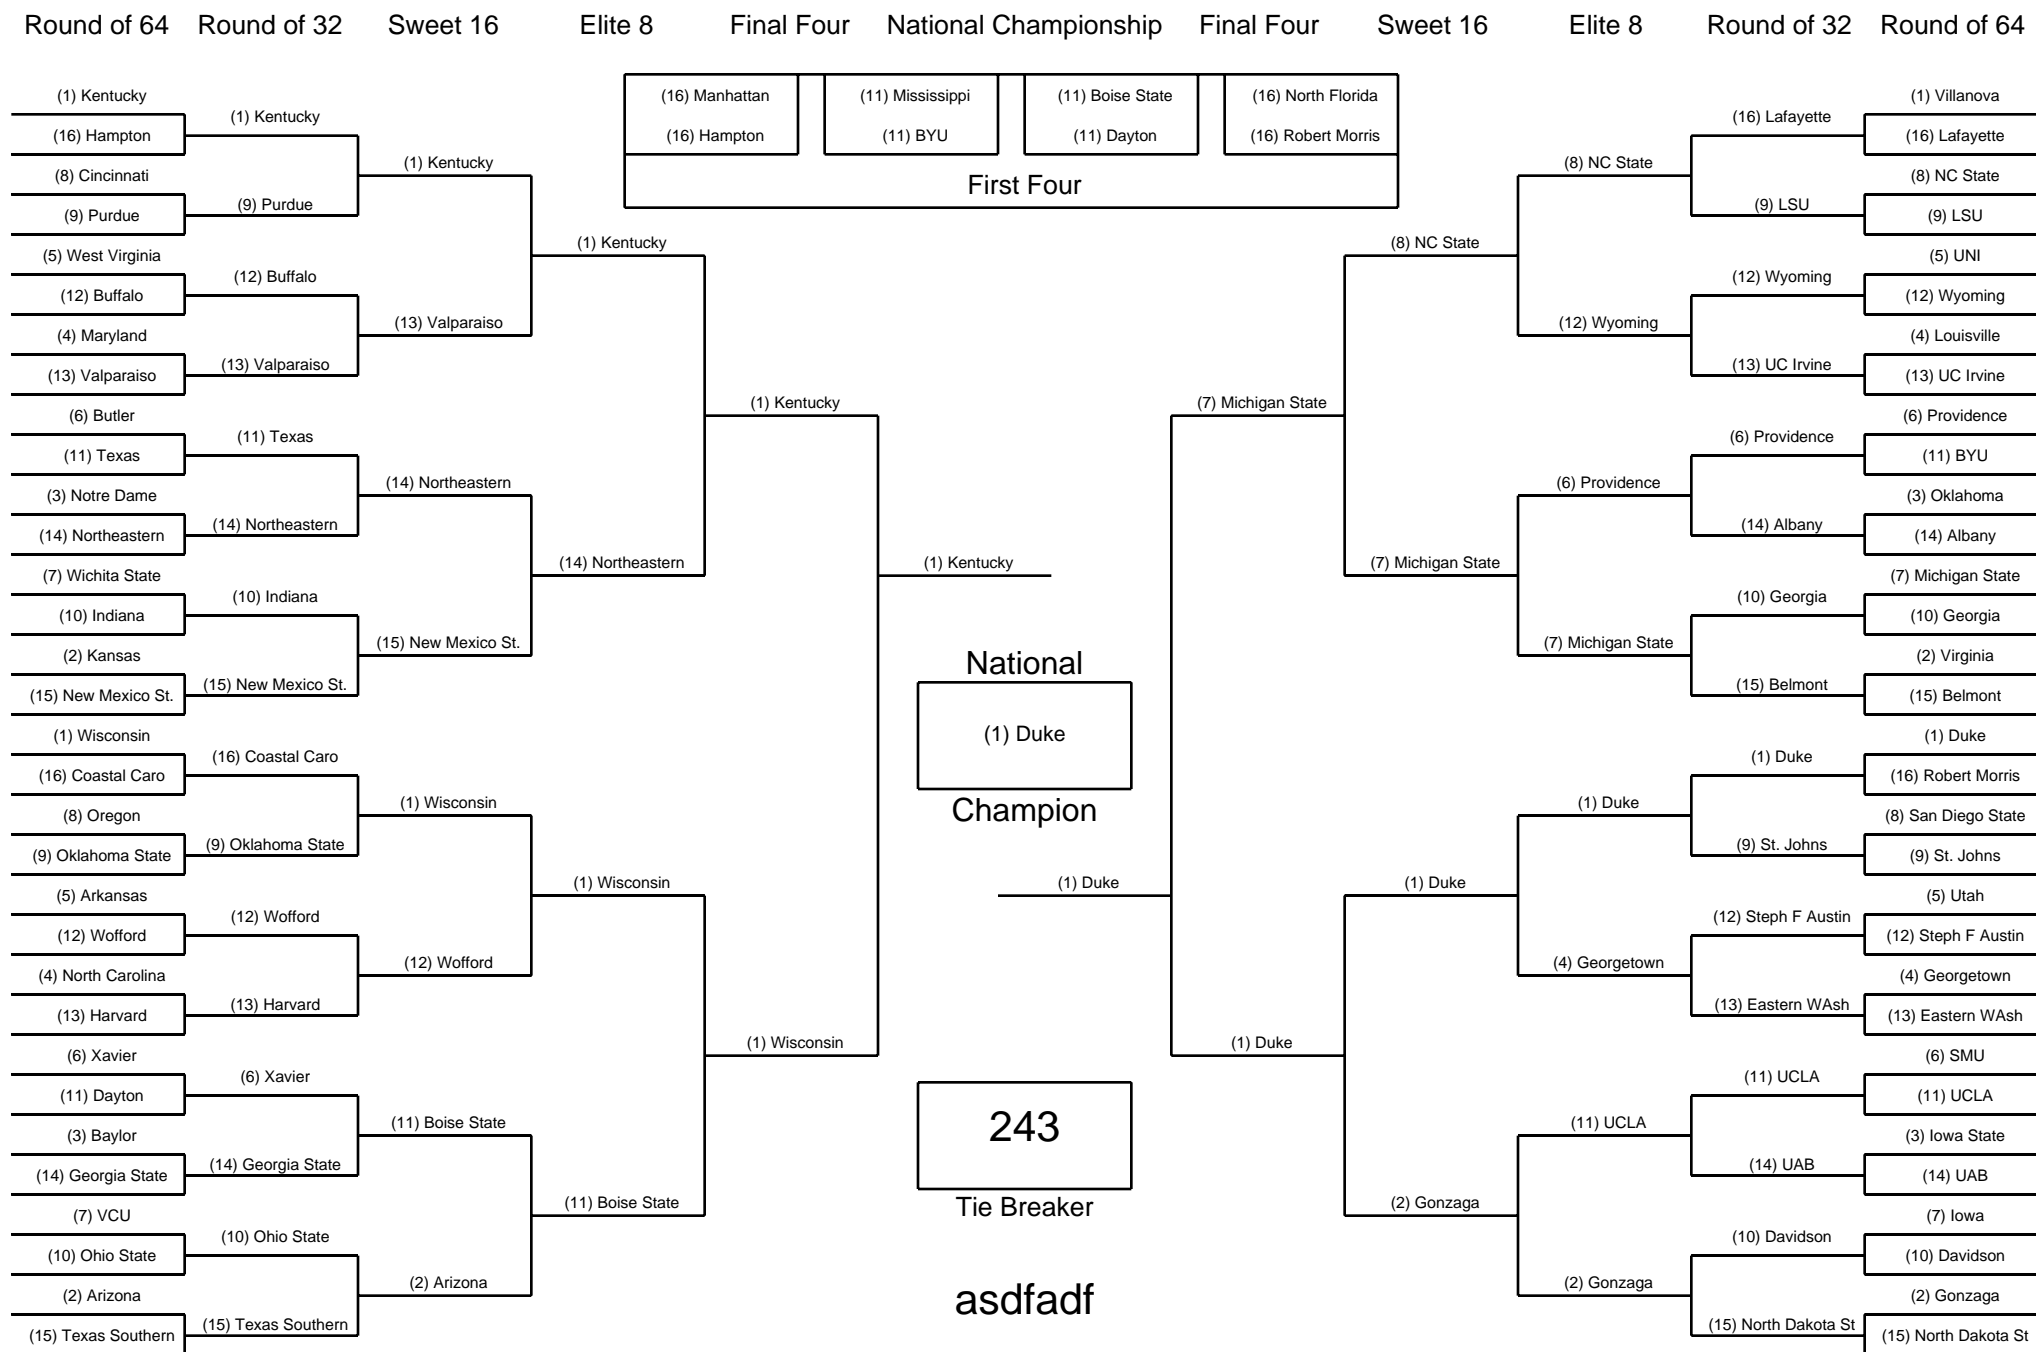 Round of 64
Round of 32
Sweet 16
Elite 8
Final Four
National Championship
Final Four
Sweet 16
Elite 8
Round of 32
Round of 64
(1) Kentucky
(16) Hampton
(8) Cincinnati
(9) Purdue
(5) West Virginia
(12) Buffalo
(4) Maryland
(13) Valparaiso
(6) Butler
(11) Texas
(3) Notre Dame
(14) Northeastern
(7) Wichita State
(10) Indiana
(2) Kansas
(15) New Mexico St.
(1) Wisconsin
(16) Coastal Caro
(8) Oregon
(9) Oklahoma State
(5) Arkansas
(12) Wofford
(4) North Carolina
(13) Harvard
(6) Xavier
(11) Dayton
(3) Baylor
(14) Georgia State
(7) VCU
(10) Ohio State
(2) Arizona
(15) Texas Southern
(1) Kentucky
(9) Purdue
(12) Buffalo
(13) Valparaiso
(11) Texas
(14) Northeastern
(10) Indiana
(15) New Mexico St.
(16) Coastal Caro
(9) Oklahoma State
(12) Wofford
(13) Harvard
(6) Xavier
(14) Georgia State
(10) Ohio State
(15) Texas Southern
(1) Kentucky
(13) Valparaiso
(14) Northeastern
(15) New Mexico St.
(1) Wisconsin
(12) Wofford
(11) Boise State
(2) Arizona
(1) Kentucky
(14) Northeastern
(1) Wisconsin
(11) Boise State
(1) Kentucky
(1) Wisconsin
(16) Manhattan
(16) Hampton
(11) Mississippi
(11) BYU
(11) Boise State
(11) Dayton
(16) North Florida
(16) Robert Morris
First Four
(1) Kentucky
National
(1) Duke
Champion
(1) Duke
243
Tie Breaker
asdfadf
(7) Michigan State
(1) Duke
(8) NC State
(7) Michigan State
(1) Duke
(2) Gonzaga
(8) NC State
(12) Wyoming
(6) Providence
(7) Michigan State
(1) Duke
(4) Georgetown
(11) UCLA
(2) Gonzaga
(16) Lafayette
(9) LSU
(12) Wyoming
(13) UC Irvine
(6) Providence
(14) Albany
(10) Georgia
(15) Belmont
(1) Duke
(9) St. Johns
(12) Steph F Austin
(13) Eastern WAsh
(11) UCLA
(14) UAB
(10) Davidson
(15) North Dakota St
(1) Villanova
(16) Lafayette
(8) NC State
(9) LSU
(5) UNI
(12) Wyoming
(4) Louisville
(13) UC Irvine
(6) Providence
(11) BYU
(3) Oklahoma
(14) Albany
(7) Michigan State
(10) Georgia
(2) Virginia
(15) Belmont
(1) Duke
(16) Robert Morris
(8) San Diego State
(9) St. Johns
(5) Utah
(12) Steph F Austin
(4) Georgetown
(13) Eastern WAsh
(6) SMU
(11) UCLA
(3) Iowa State
(14) UAB
(7) Iowa
(10) Davidson
(2) Gonzaga
(15) North Dakota St